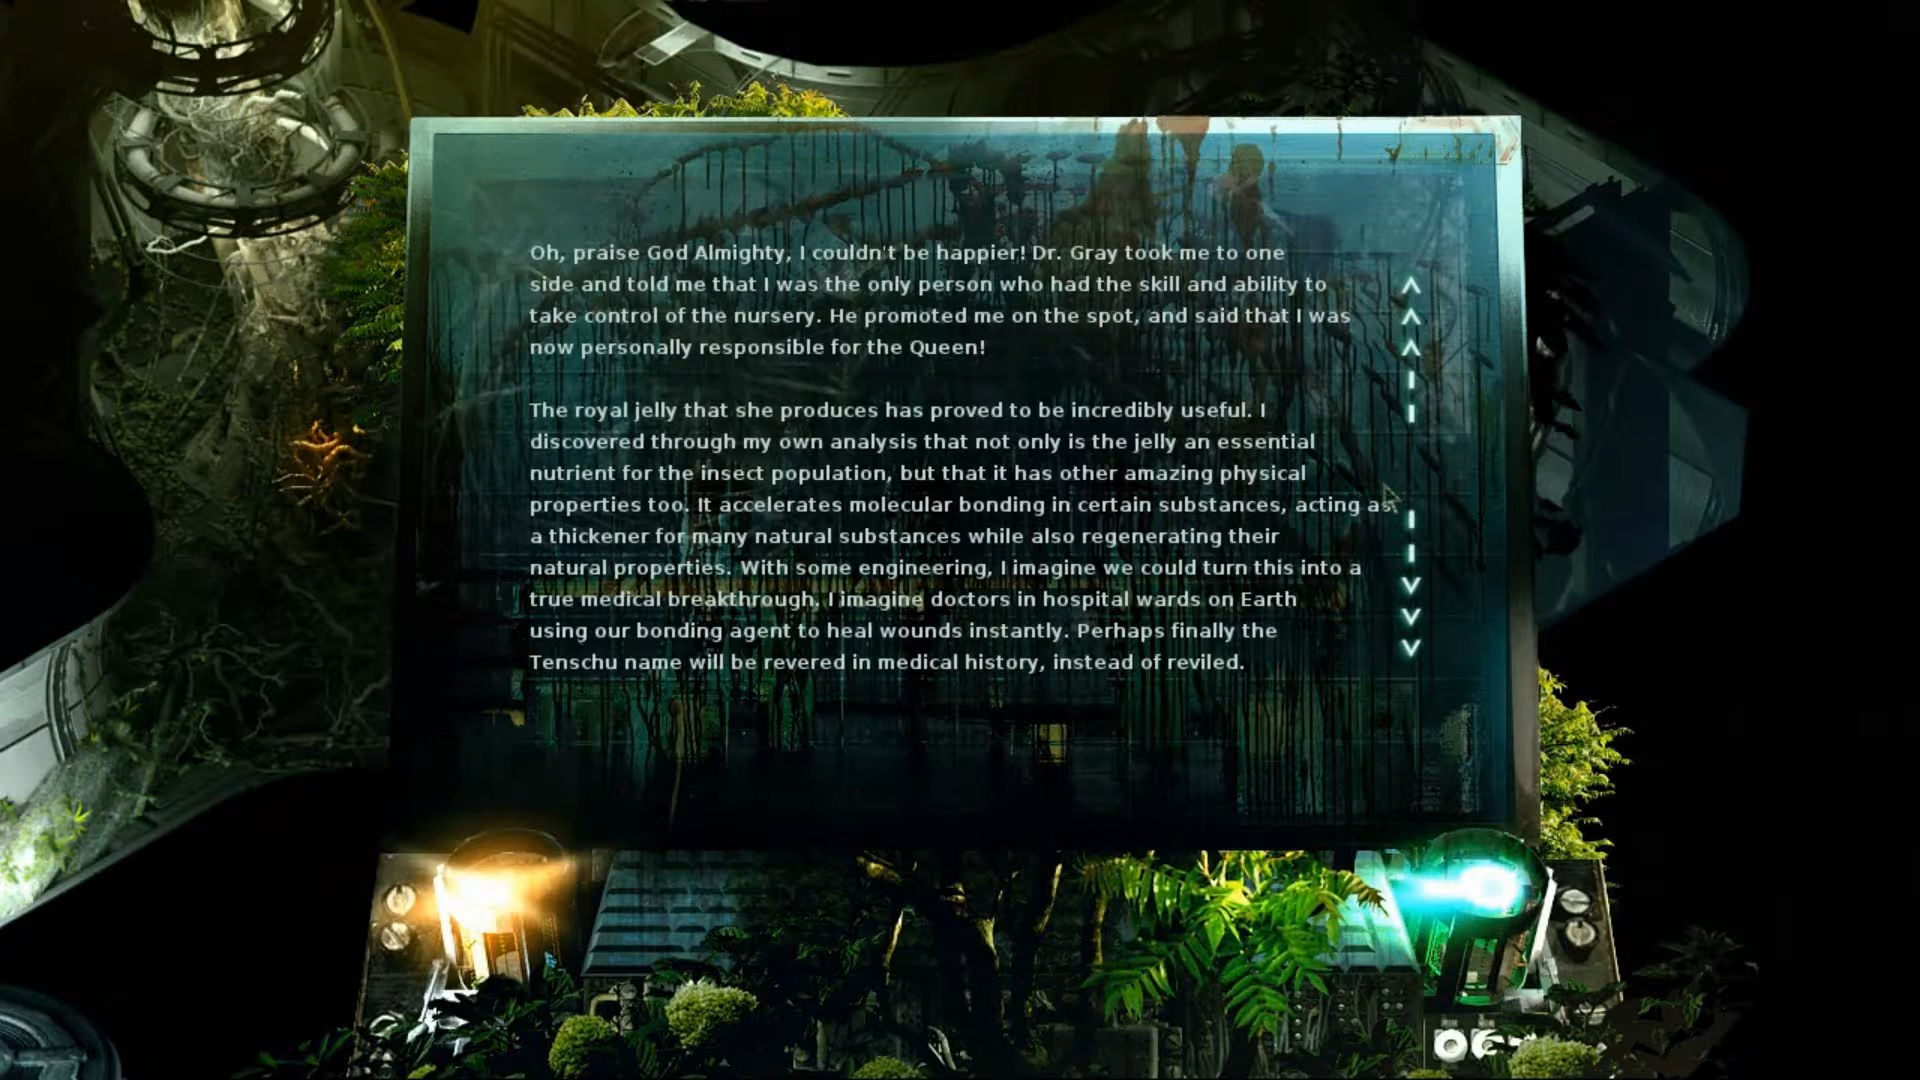 Oh, praise God Almighty, I couldn't be happier! Dr. Gray took me to one
side and told me that I was the only person who had the skill and ability to
take control of the nursery. He promoted me on the spot, and said that I was
now personally responsible for the Queen!
The royal jelly that she produces has proved to be incredibly useful. I
discovered through my own analysis that not only is the jelly an essential
nutrient for the insect population, but that it has other amazing physical
properties too. It accelerates molecular bonding in certain substances, acting as
a thickener for many natural substances while also regenerating their
natural properties. With some engineering, I imagine we could turn this into a
true medical breakthrough. I imagine doctors in hospital wards on Earth
using our bonding agent to heal wounds instantly. Perhaps finally the
Tenschu name will be revered in medical history, instead of reviled.